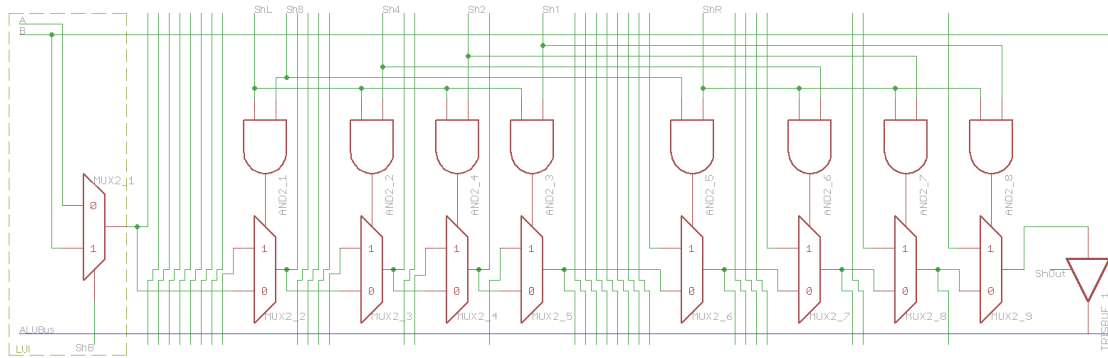 A
B
ShL
Sh8
Sh4
Sh2
Sh1
ShR
MUX2_1
0
1
AND2_1
AND2_2
AND2_4
AND2_3
AND2_5
AND2_6
AND2_7
AND2_8
1
0
1
0
1
0
1
0
1
0
1
0
1
0
1
0
ShOut
MUX2_2
MUX2_3
MUX2_4
MUX2_5
MUX2_6
MUX2_7
MUX2_8
MUX2_9
TRISBUF_1
ALUBus
LUI
ShB